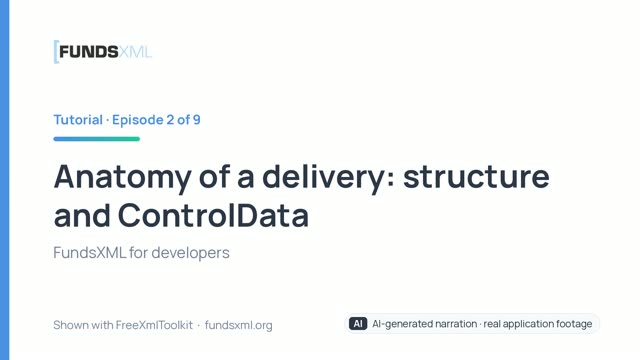 FUNDSXML
Tutorial · Episode 2 of 9
Anatomy of a delivery: structure
and ControlData
FundsXML for developers
Shown with FreeXmlToolkit · fundsxml.org
AI AI-generated narration · real application footage